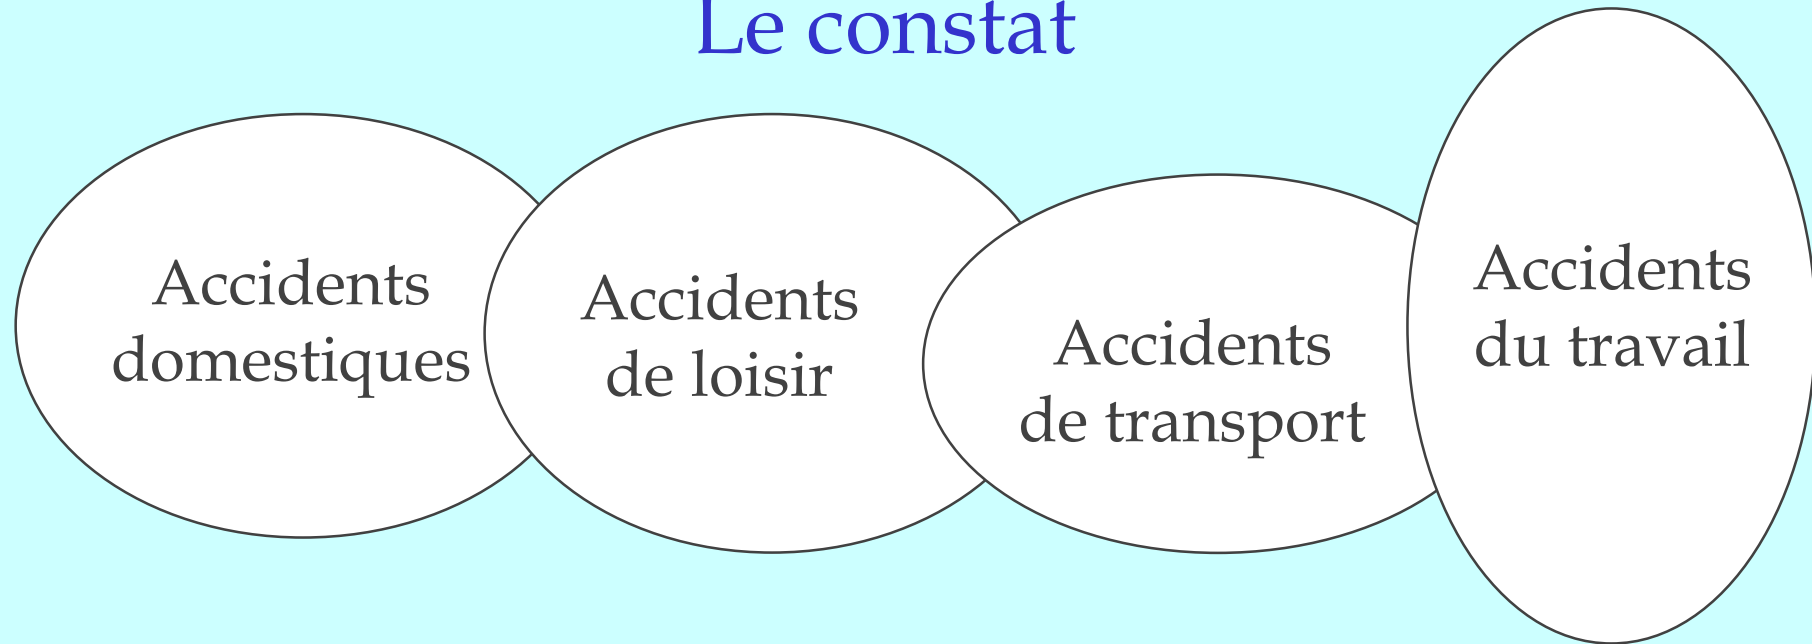 Le constat
Accidents
domestiques
Accidents
de loisir
Accidents
de transport
Accidents
du travail